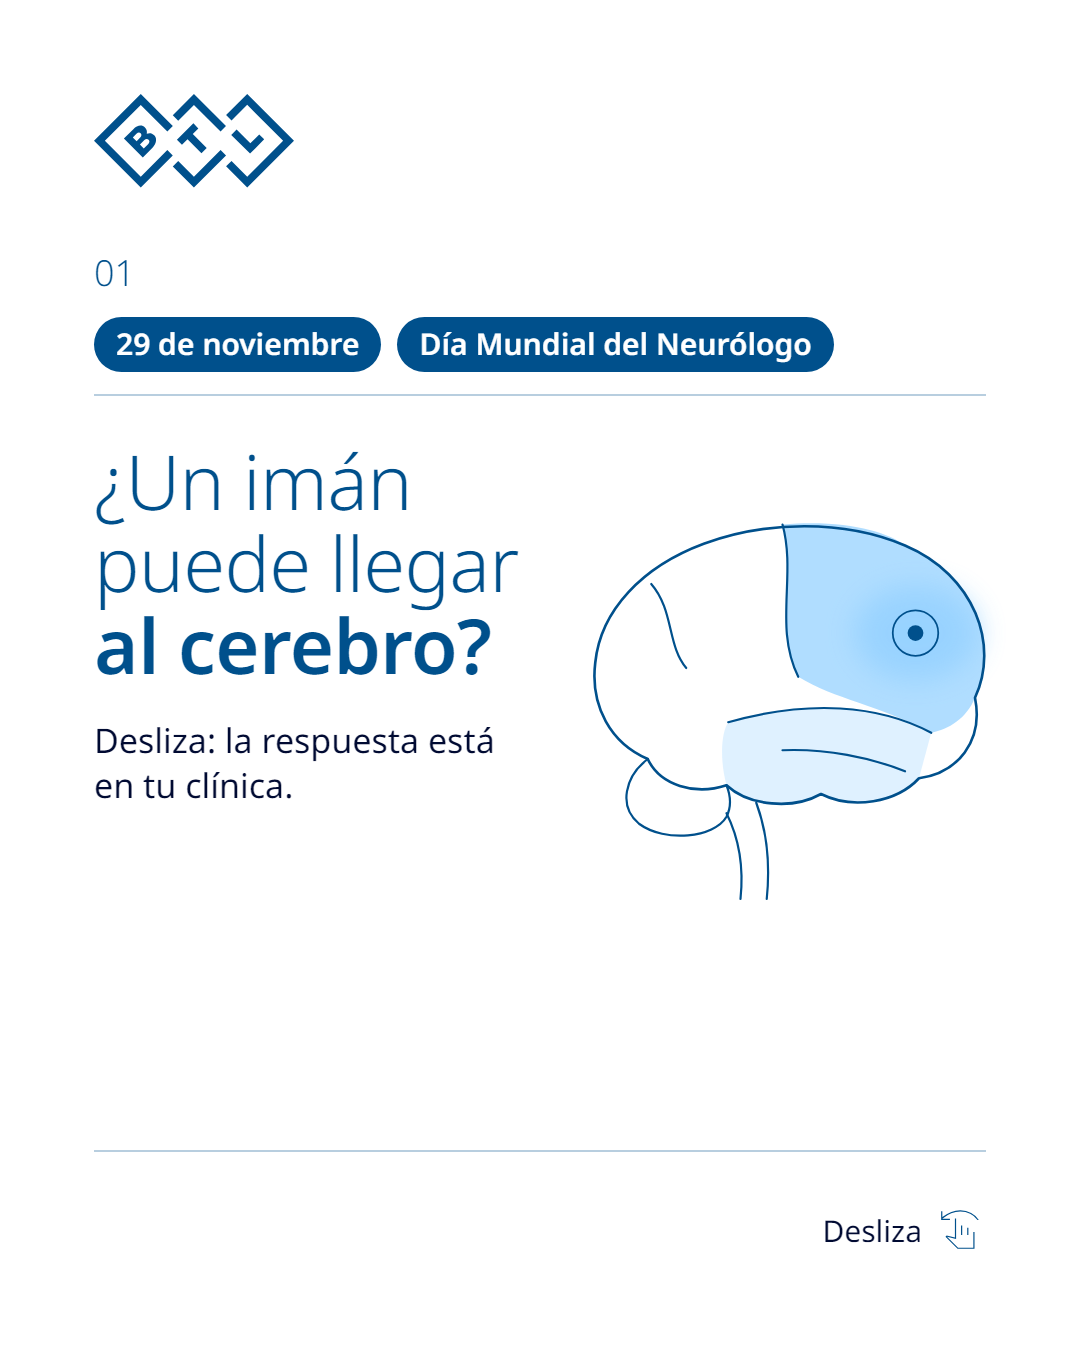 BTL
01
29 de noviembre Día Mundial del Neurólogo
¿Un imán
puede llegar
al cerebro?
Desliza: la respuesta está
en tu clínica.
Desliza